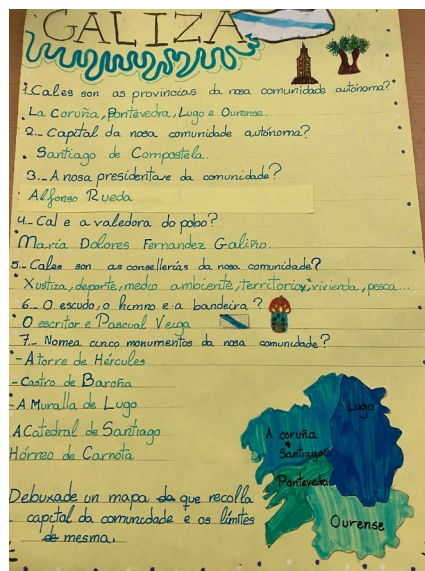 GALIZA
1. Cales son as provincias da nosa comunidade autónoma?
La Coruña, Pontevedra, Lugo e Ourense.
2.- Capital da nosa comunidade autónoma?
Santiago de Compostela.
3.- A nosa presidenta/e da comunidade?
Alfonso Rueda
4.- Cal e a valedora do pobo?
María Dolores Fernandez Galiño.
5.- Cales son as consellerías da nosa comunidade?
Xustiza, deporte, medio ambiente, territorio, vivienda, pesca...
6.- O escudo, o himno e a bandeira?
O escritor e Pascual Veiga
7.- Nomea cinco monumentos da nosa comunidade?
- A torre de Hércules
- Castro de Baroña
- A Muralla de Lugo
A Catedral de Santiago
Hórreo de Carnota
Debuxade un mapa da que recolla
capital da comunidade e os límites
de mesma.
Lugo
A coruña
Santiago
Pontevedra
Ourense